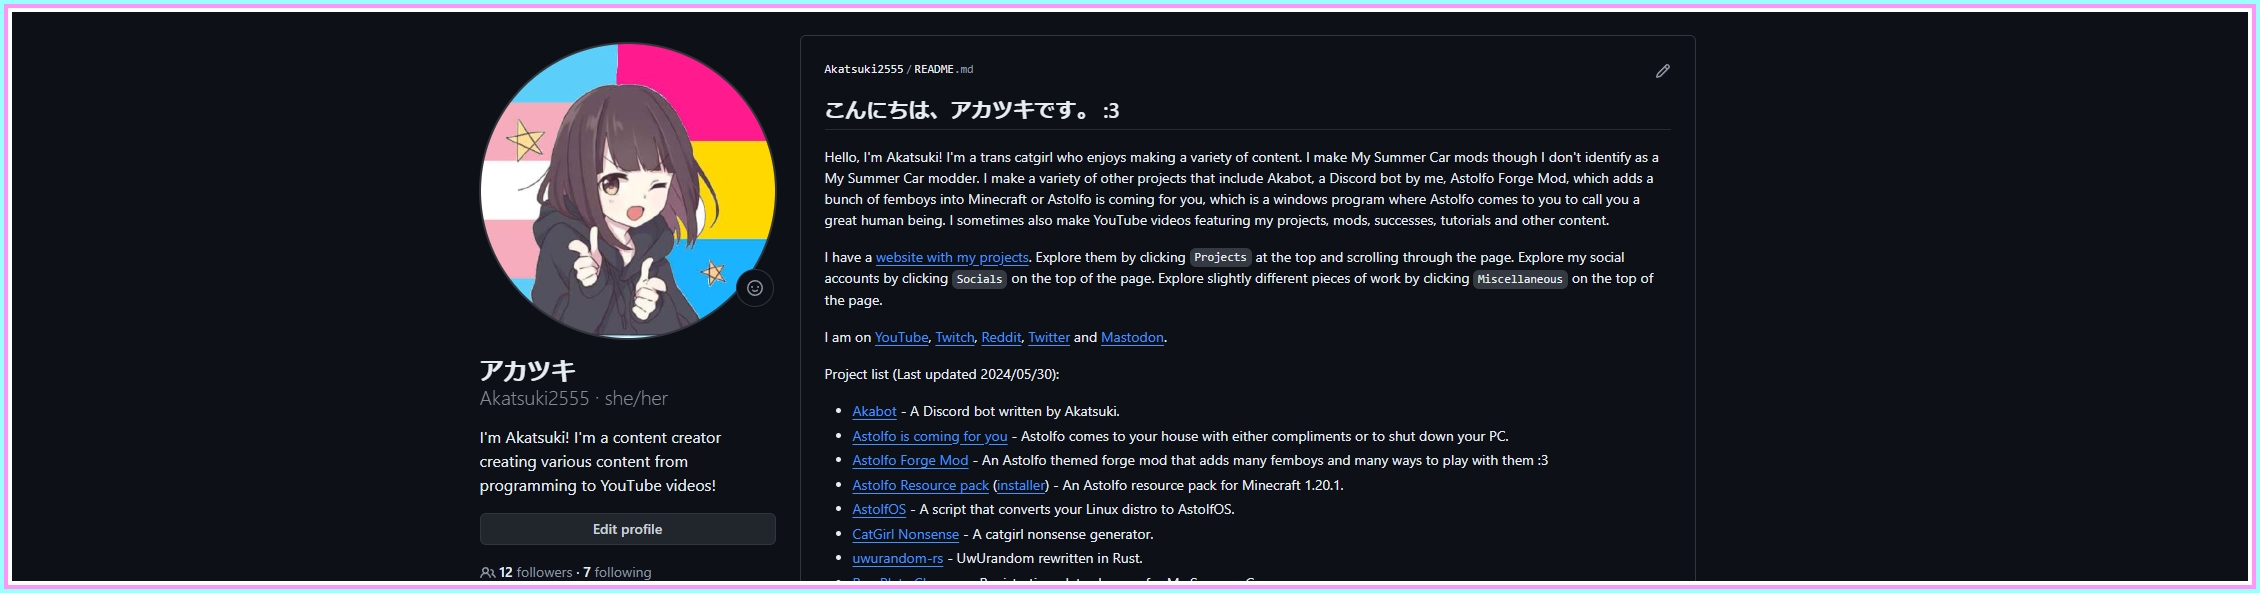 アカツキ
Akatsuki2555 · she/her
I'm Akatsuki! I'm a content creator
creating various content from
programming to YouTube videos!
Edit profile
12 followers · 7 following
Akatsuki2555/README.md
こんにちは、アカツキです。 :3
Hello, I'm Akatsuki! I'm a trans catgirl who enjoys making a variety of content. I make My Summer Car mods though I don't identify as a
My Summer Car modder. I make a variety of other projects that include Akabot, a Discord bot by me, Astolfo Forge Mod, which adds a
bunch of femboys into Minecraft or Astolfo is coming for you, which is a windows program where Astolfo comes to you to call you a
great human being. I sometimes also make YouTube videos featuring my projects, mods, successes, tutorials and other content.
I have a website with my projects. Explore them by clicking Projects at the top and scrolling through the page. Explore my social
accounts by clicking Socials on the top of the page. Explore slightly different pieces of work by clicking Miscellaneous on the top of
the page.
I am on YouTube, Twitch, Reddit, Twitter and Mastodon.
Project list (Last updated 2024/05/30):
Akabot - A Discord bot written by Akatsuki.
Astolfo is coming for you - Astolfo comes to your house with either compliments or to shut down your PC.
Astolfo Forge Mod - An Astolfo themed forge mod that adds many femboys and many ways to play with them :3
Astolfo Resource pack (installer) - An Astolfo resource pack for Minecraft 1.20.1.
AstolfOS - A script that converts your Linux distro to AstolfOS.
CatGirl Nonsense - A catgirl nonsense generator.
uwurandom-rs - UwUrandom rewritten in Rust.